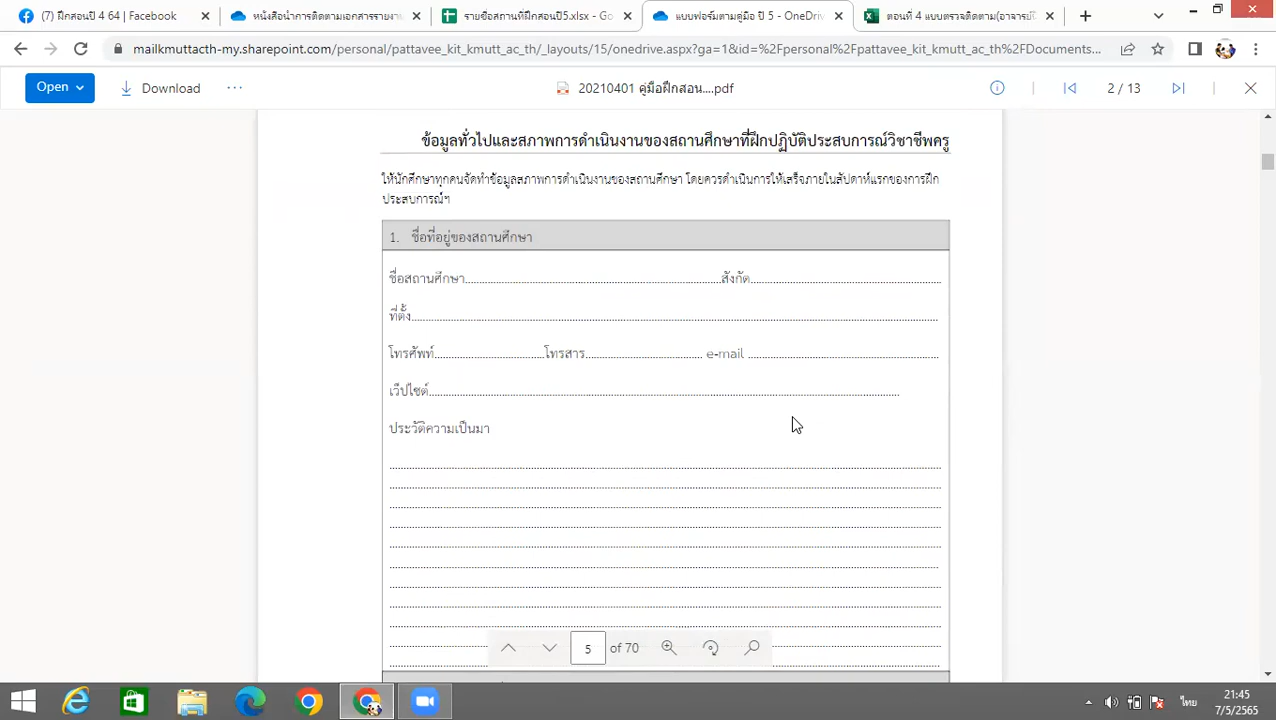 (7) ฝึกสอนปี 4 64 | Facebook
หนังสือนำการติดตามเอกสารรายงาน
รายชื่อสถานที่ฝึกสอนปี5.xlsx - Go
แบบฟอร์มตามคู่มือ ปี 5 - OneDriv
ตอนที่ 4 แบบตรวจติดตาม(อาจารย์
mailkmuttacth-my.sharepoint.com/personal/pattavee_kit_kmutt_ac_th/_layouts/15/onedrive.aspx?ga=1&id=%2Fpersonal%2Fpattavee_kit_kmutt_ac_th%2FDocuments...
Open
Download
20210401 คู่มือฝึกสอน....pdf
2 / 13
ข้อมูลทั่วไปและสภาพการดำเนินงานของสถานศึกษาที่ฝึกปฏิบัติประสบการณ์วิชาชีพครู
ให้นักศึกษาทุกคนจัดทำข้อมูลสภาพการดำเนินงานของสถานศึกษา โดยควรดำเนินการให้เสร็จภายในสัปดาห์แรกของการฝึก
ประสบการณ์ฯ
1. ชื่อที่อยู่ของสถานศึกษา
ชื่อสถานศึกษา...........................สังกัด...........................
ที่ตั้ง...........................
โทรศัพท์...........................โทรสาร........................... e-mail ...........................
เว็ปไซต์...........................
ประวัติความเป็นมา
5 of 70
ไทย
21:45
7/5/2565